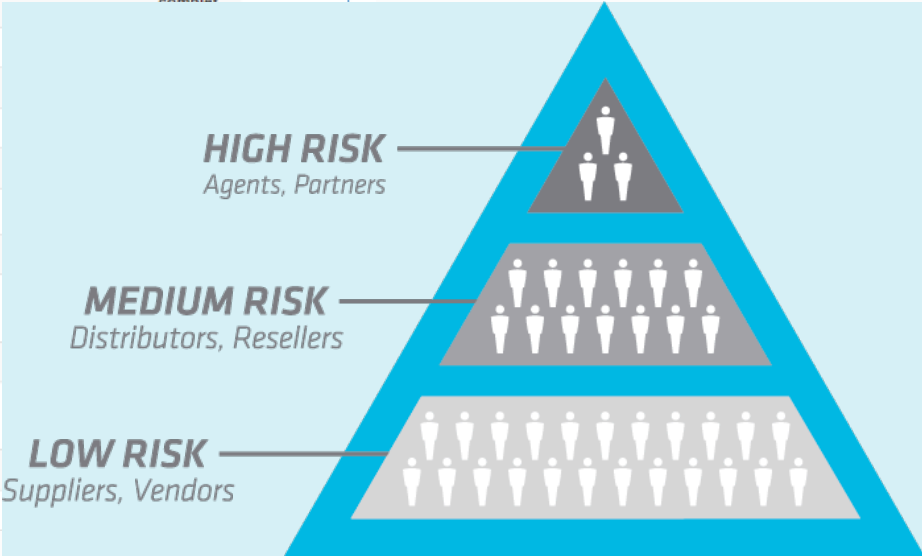 HIGH RISK
Agents, Partners
MEDIUM RISK
Distributors, Resellers
LOW RISK
Suppliers, Vendors